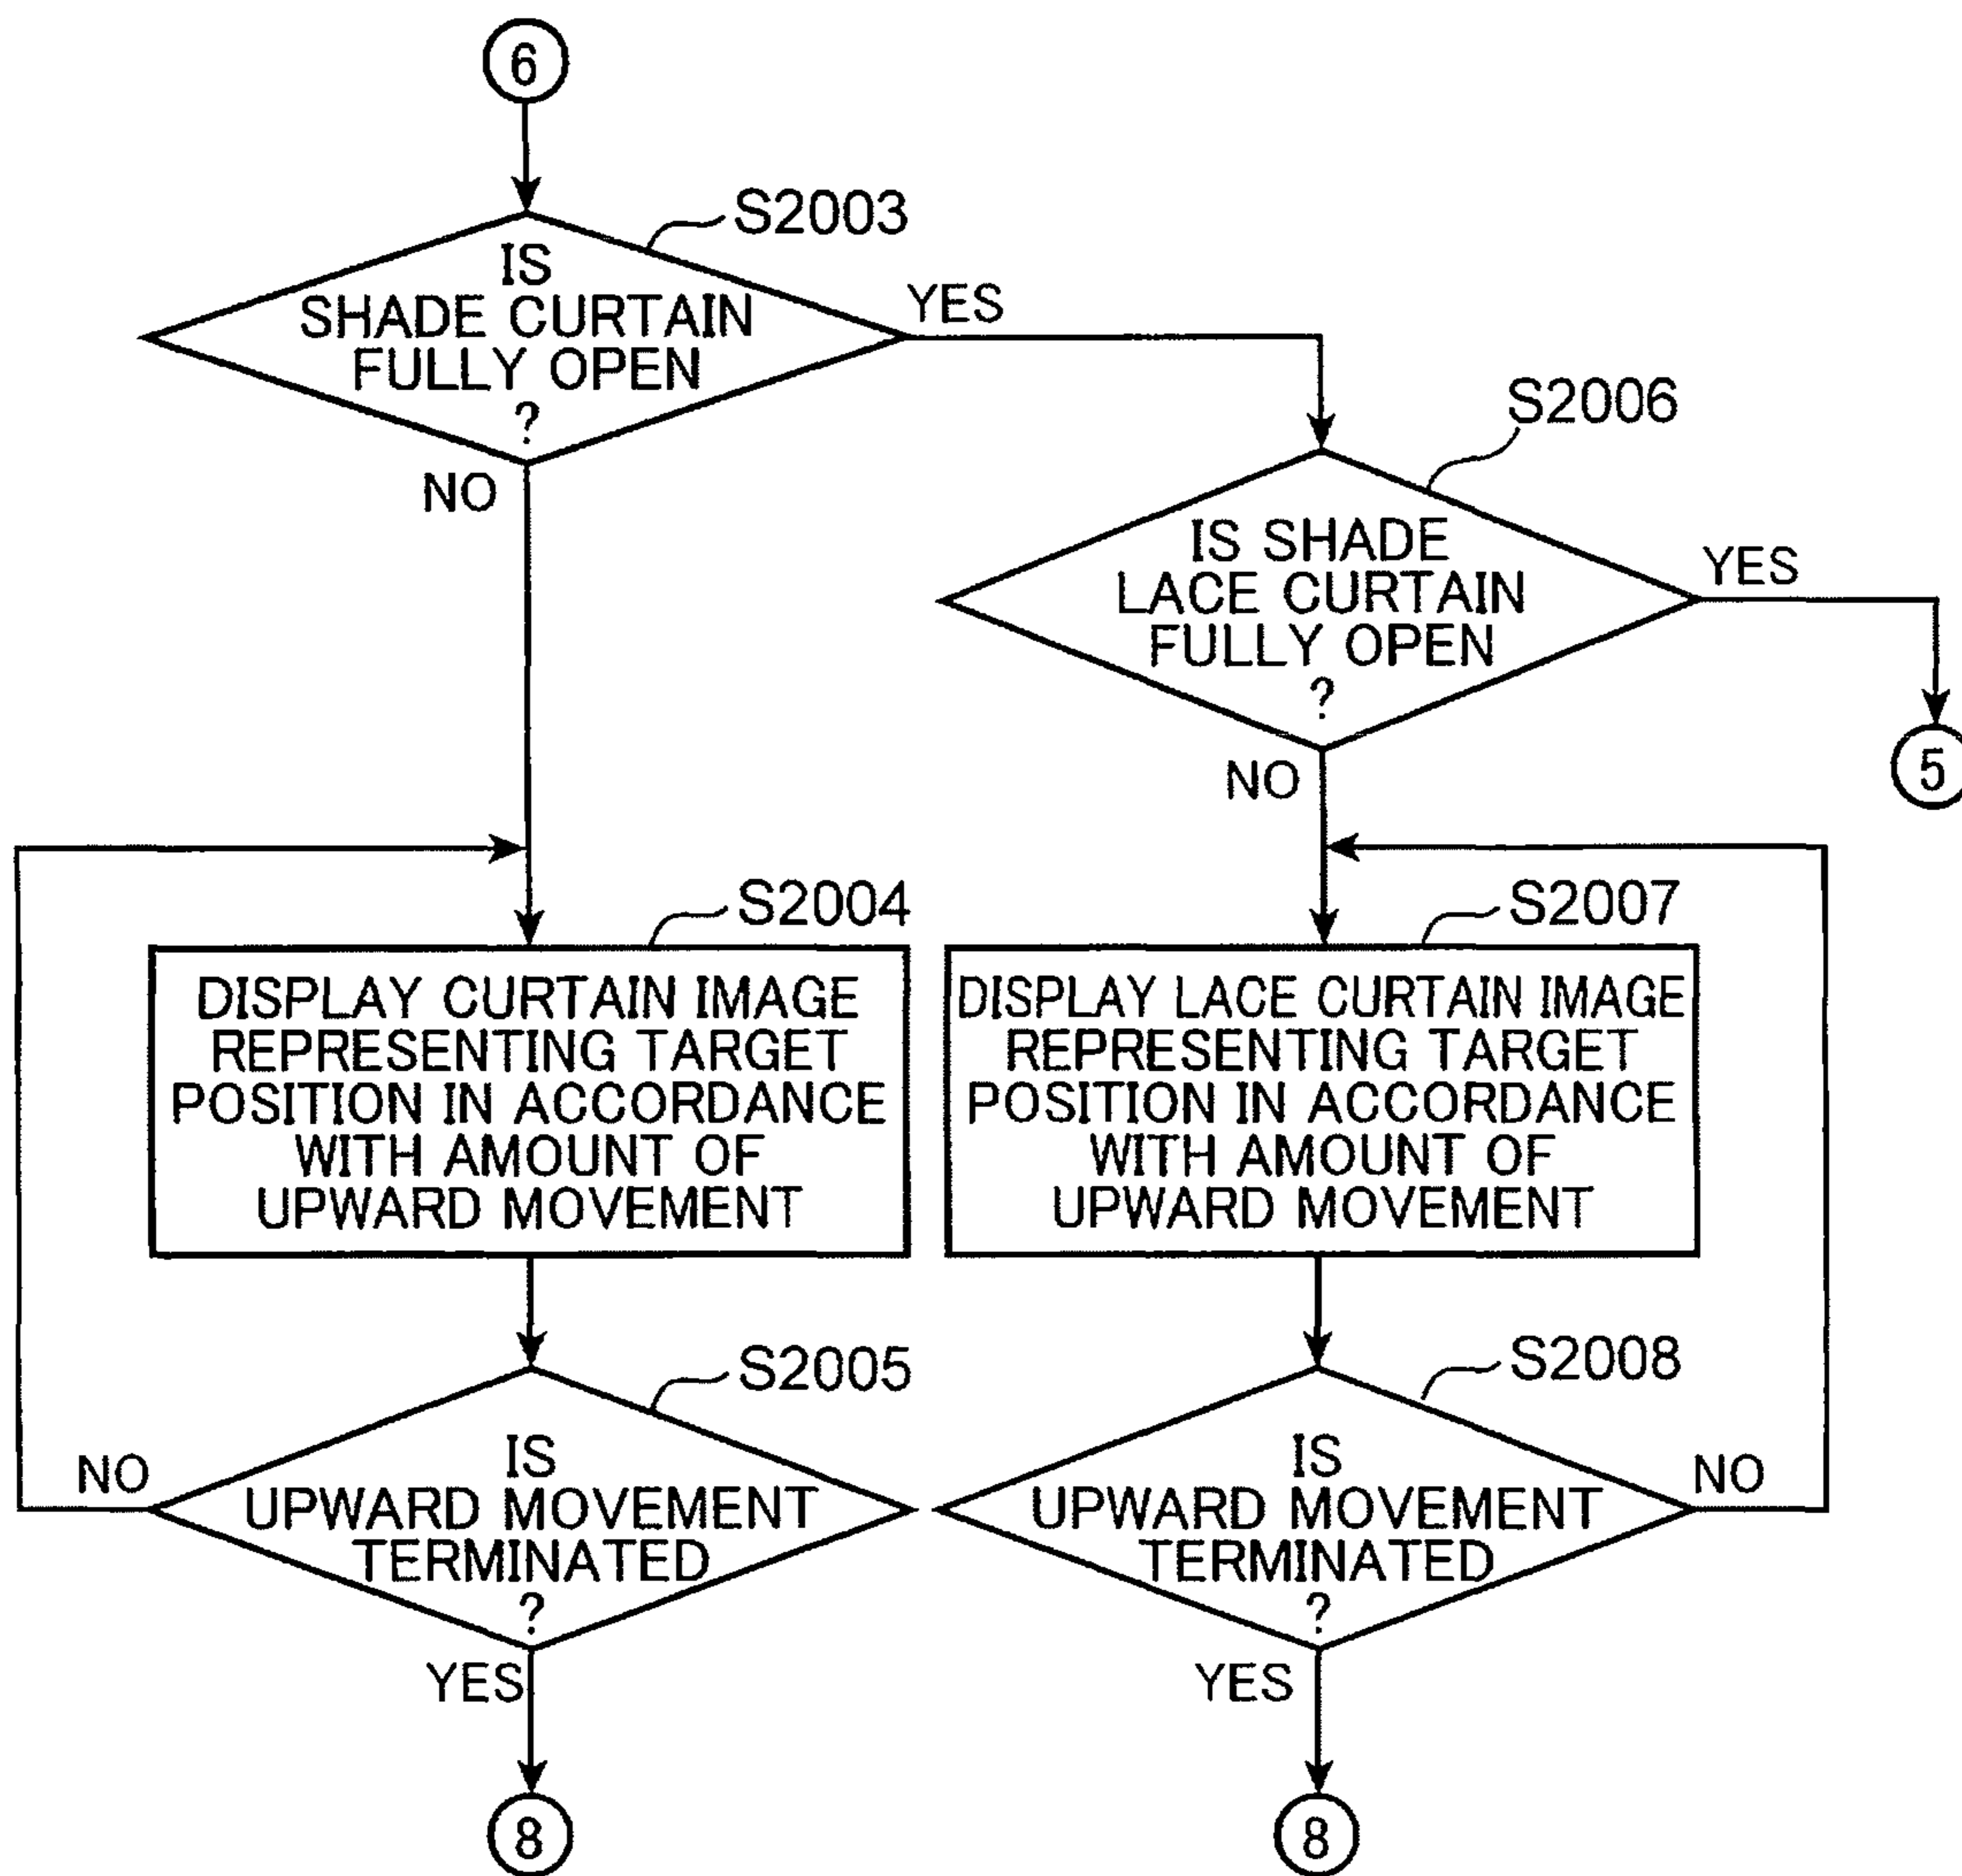 6
S2003
IS
SHADE CURTAIN
FULLY OPEN
?
YES
NO
S2006
IS SHADE
LACE CURTAIN
FULLY OPEN
?
YES
5
NO
S2004
DISPLAY CURTAIN IMAGE
REPRESENTING TARGET
POSITION IN ACCORDANCE
WITH AMOUNT OF
UPWARD MOVEMENT
S2007
DISPLAY LACE CURTAIN IMAGE
REPRESENTING TARGET
POSITION IN ACCORDANCE
WITH AMOUNT OF
UPWARD MOVEMENT
S2005
IS
UPWARD MOVEMENT
TERMINATED
?
NO
YES
8
S2008
IS
UPWARD MOVEMENT
TERMINATED
?
NO
YES
8